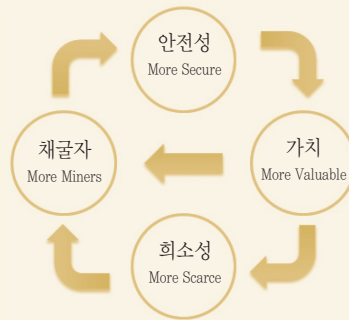 안전성
More Secure
채굴자
More Miners
가치
More Valuable
희소성
More Scarce